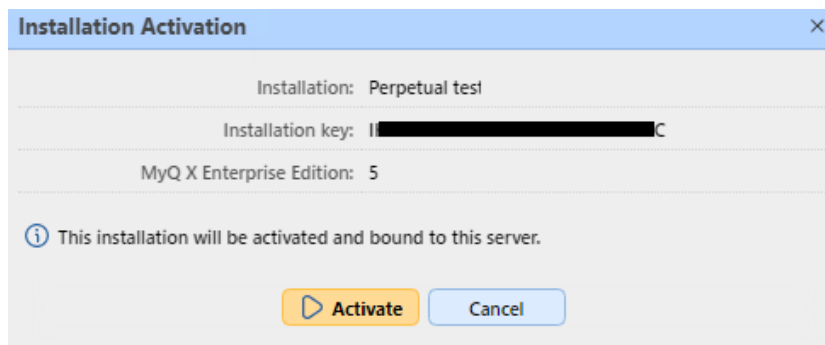 Installation Activation
Installation: Perpetual test
Installation key: I C
MyQ X Enterprise Edition: 5
This installation will be activated and bound to this server.
Activate
Cancel